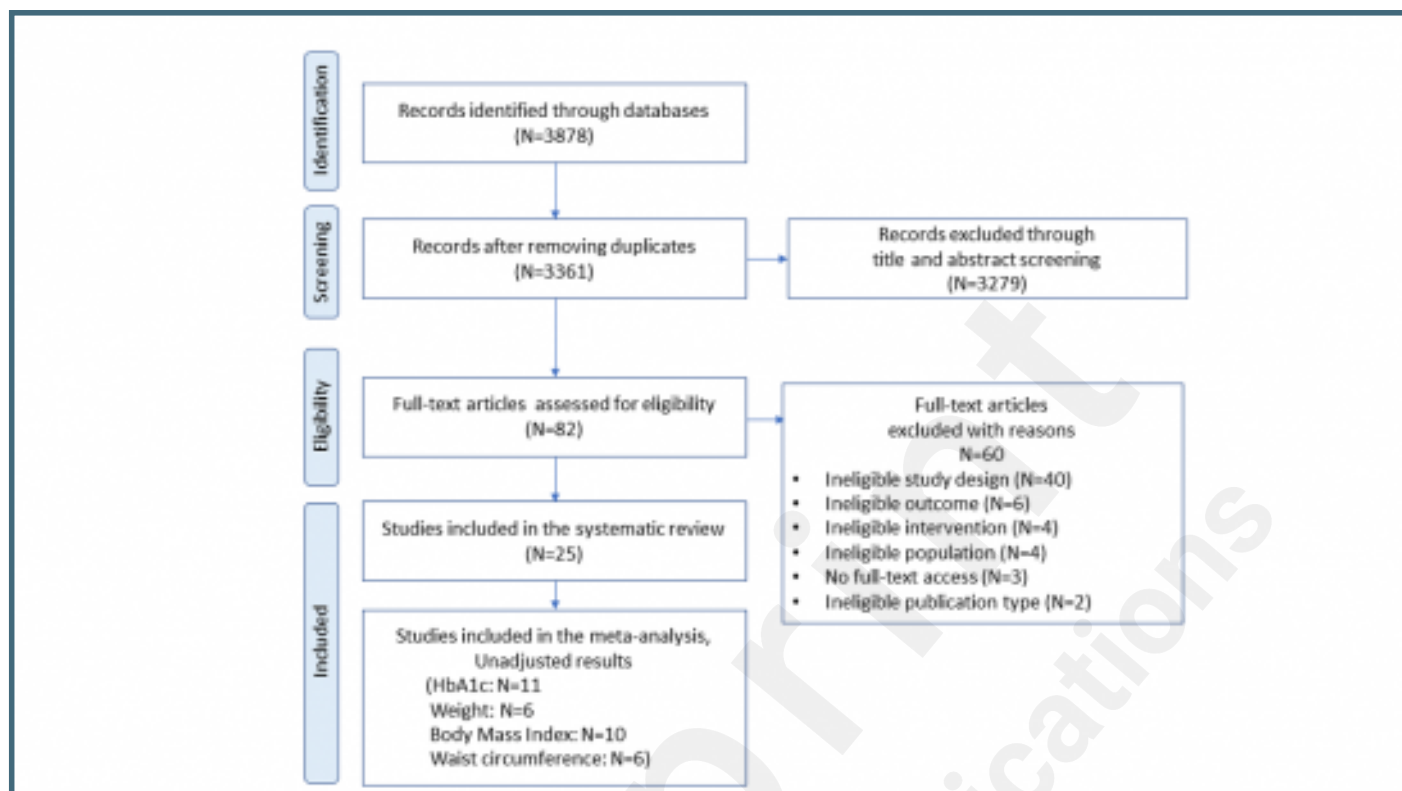 Identification
Records identified through databases
(N=3878)
Screening
Records after removing duplicates
(N=3361)
Records excluded through
title and abstract screening
(N=3279)
Eligibility
Full-text articles assessed for eligibility
(N=82)
Full-text articles
excluded with reasons
N=60
• Ineligible study design (N=40)
• Ineligible outcome (N=6)
• Ineligible intervention (N=4)
• Ineligible population (N=4)
• No full-text access (N=3)
• Ineligible publication type (N=2)
Included
Studies included in the systematic review
(N=25)
Studies included in the meta-analysis,
Unadjusted results
(HbA1c: N=11
Weight: N=6
Body Mass Index: N=10
Waist circumference: N=6)
print
ications